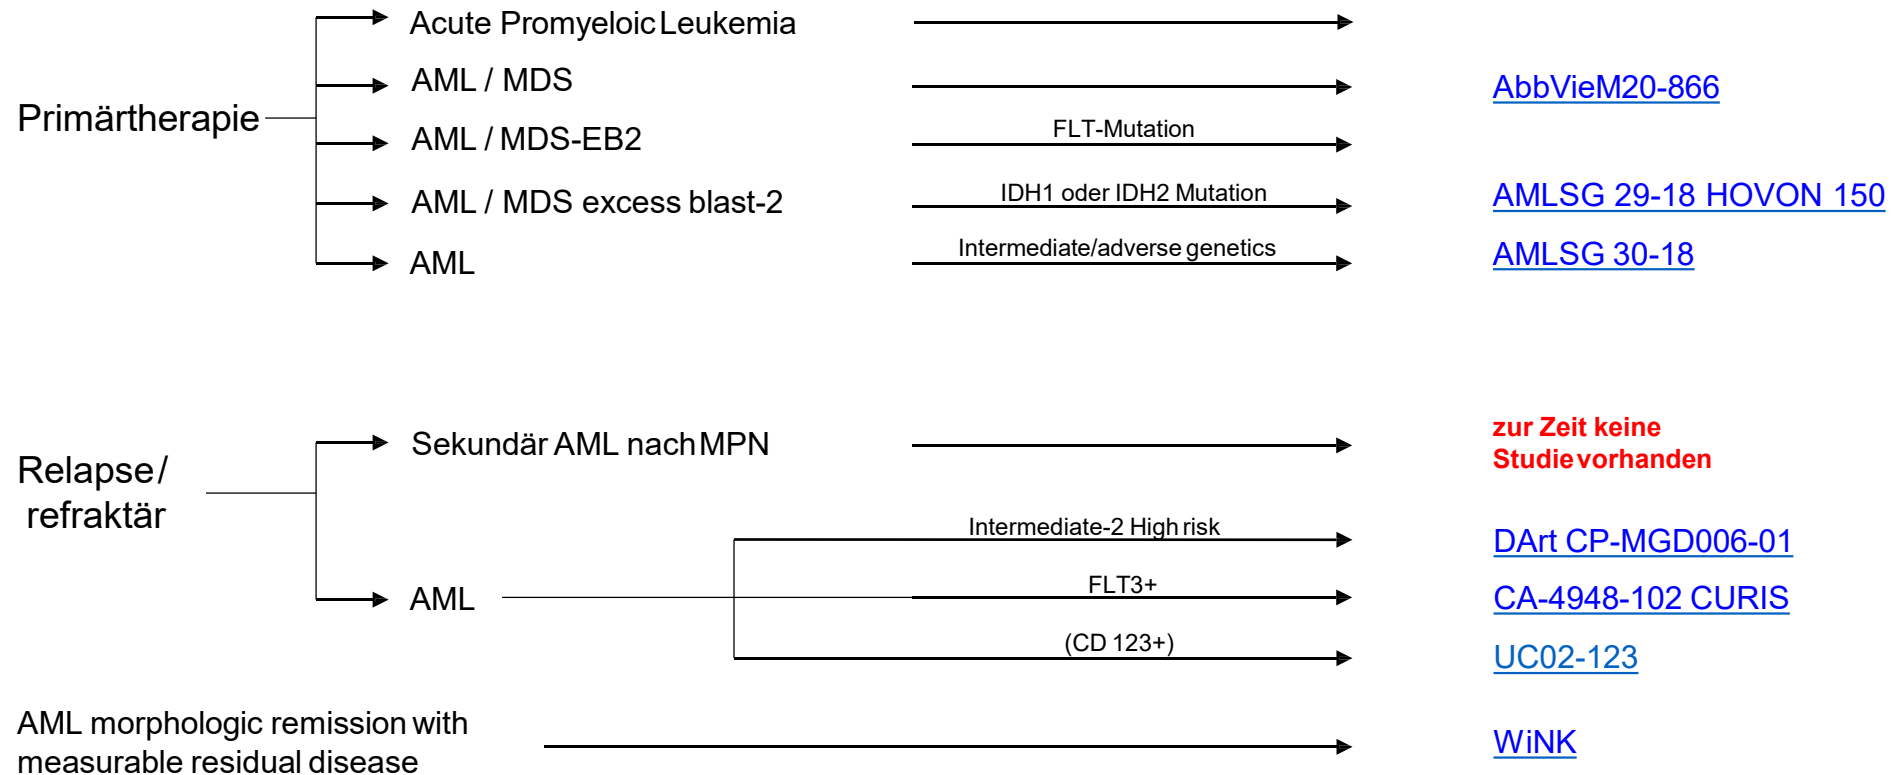 Acute Promyeloic Leukemia
AML / MDS
AbbVieM20-866
Primärtherapie
AML / MDS-EB2
FLT-Mutation
AML / MDS excess blast-2
IDH1 oder IDH2 Mutation
AMLSG 29-18 HOVON 150
AML
Intermediate/adverse genetics
AMLSG 30-18
Relapse/
refraktär
Sekundär AML nach MPN
zur Zeit keine
Studie vorhanden
Intermediate-2 High risk
DArt CP-MGD006-01
AML
FLT3+
CA-4948-102 CURIS
(CD 123+)
UC02-123
AML morphologic remission with
measurable residual disease
WiNK